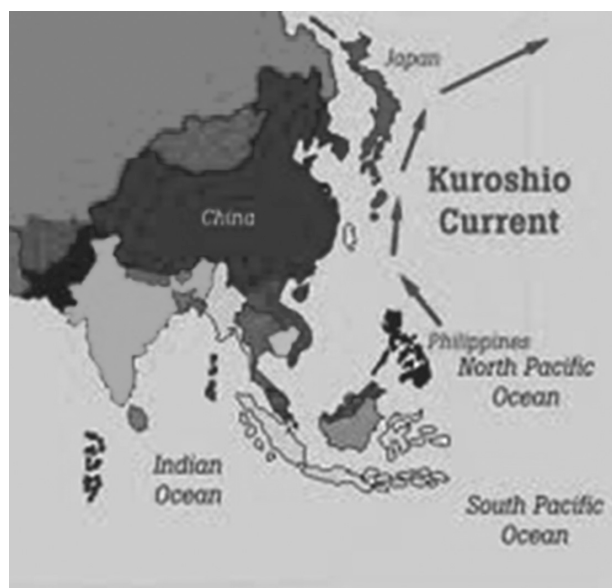 Japan
Kuroshio
Current
China
Philippines
North Pacific
Ocean
Indian
Ocean
South Pacific
Ocean